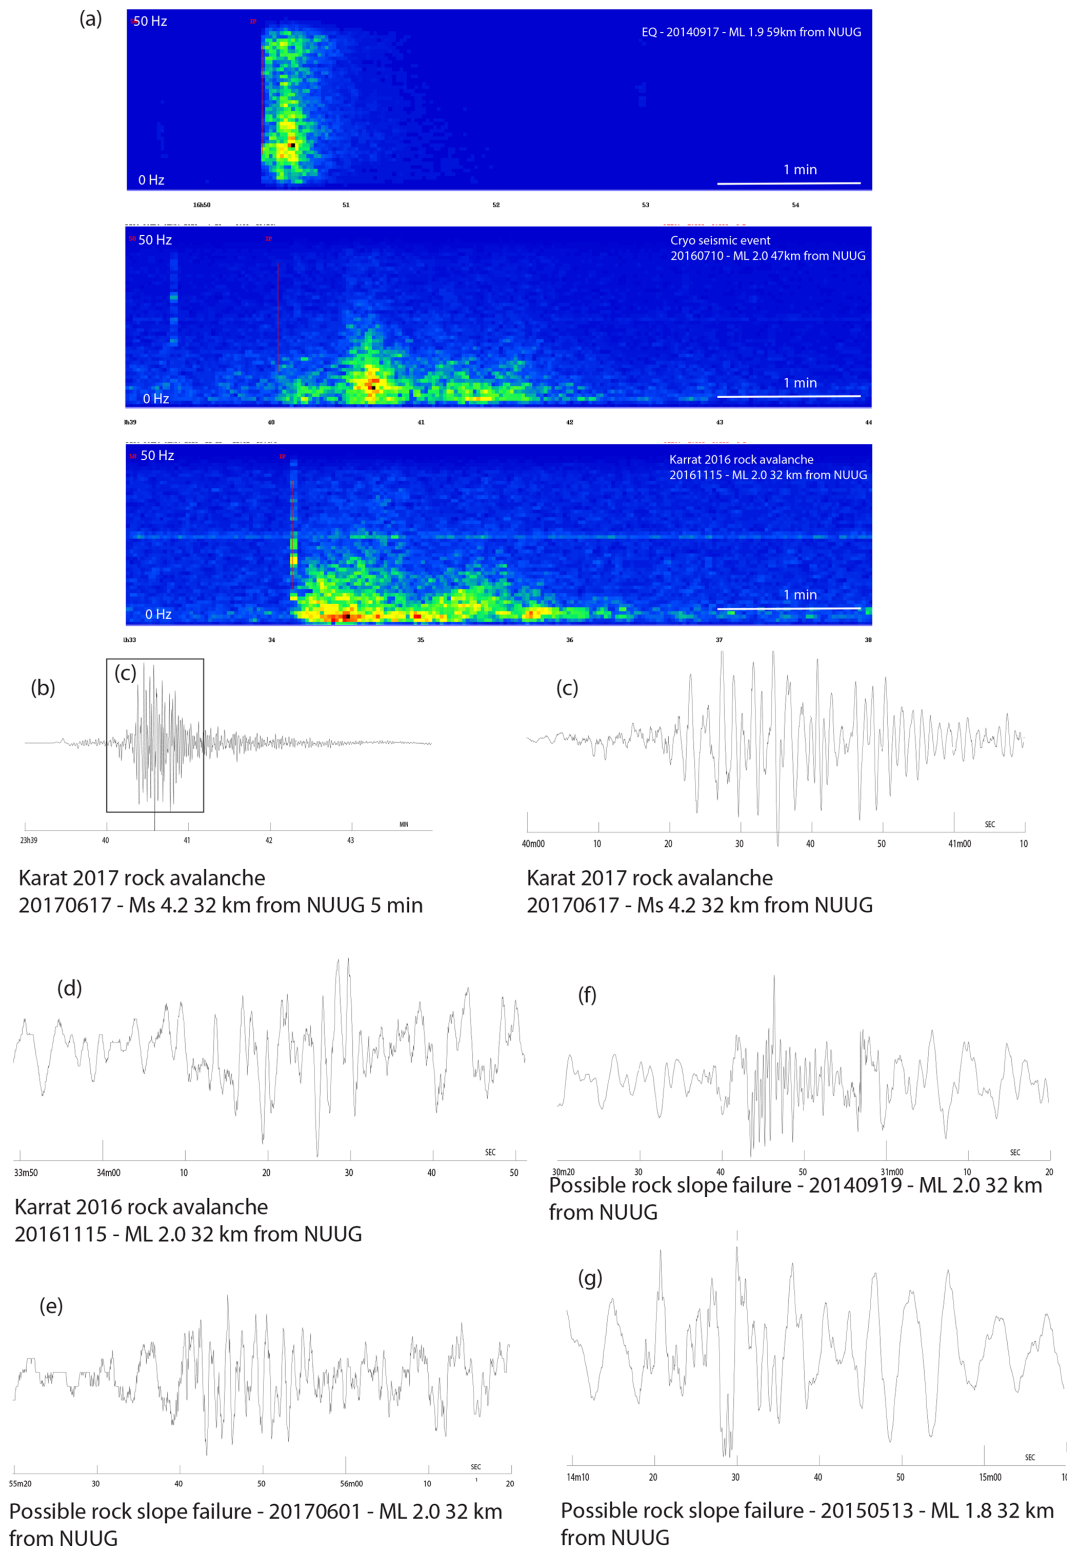 (a)
50 Hz
EQ - 20140917 - ML 1.9 59km from NUUG
1 min
0 Hz
16h50 51 52 53 54
50 Hz
Cryo seismic event
20160710 - ML 2.0 47km from NUUG
1 min
0 Hz
40 41 42 43 44
50 Hz
Karrat 2016 rock avalanche
20161115 - ML 2.0 32 km from NUUG
1 min
0 Hz
34 35 36 37 38
(b)
(c)
MIN
23h39 40 41 42 43
Karat 2017 rock avalanche
20170617 - Ms 4.2 32 km from NUUG 5 min
(c)
SEC
40m00 10 20 30 40 50 41m00 10
Karat 2017 rock avalanche
20170617 - Ms 4.2 32 km from NUUG
(d)
SEC
33m50 34m00 10 20 30 40 50
Karrat 2016 rock avalanche
20161115 - ML 2.0 32 km from NUUG
(f)
SEC
30m20 30 40 50 31m00 10 20
Possible rock slope failure - 20140919 - ML 2.0 32 km
from NUUG
(e)
SEC
1
55m20 30 40 50 56m00 10 20
Possible rock slope failure - 20170601 - ML 2.0 32 km
from NUUG
(g)
SEC
14m10 20 30 40 50 15m00 10
Possible rock slope failure - 20150513 - ML 1.8 32 km
from NUUG